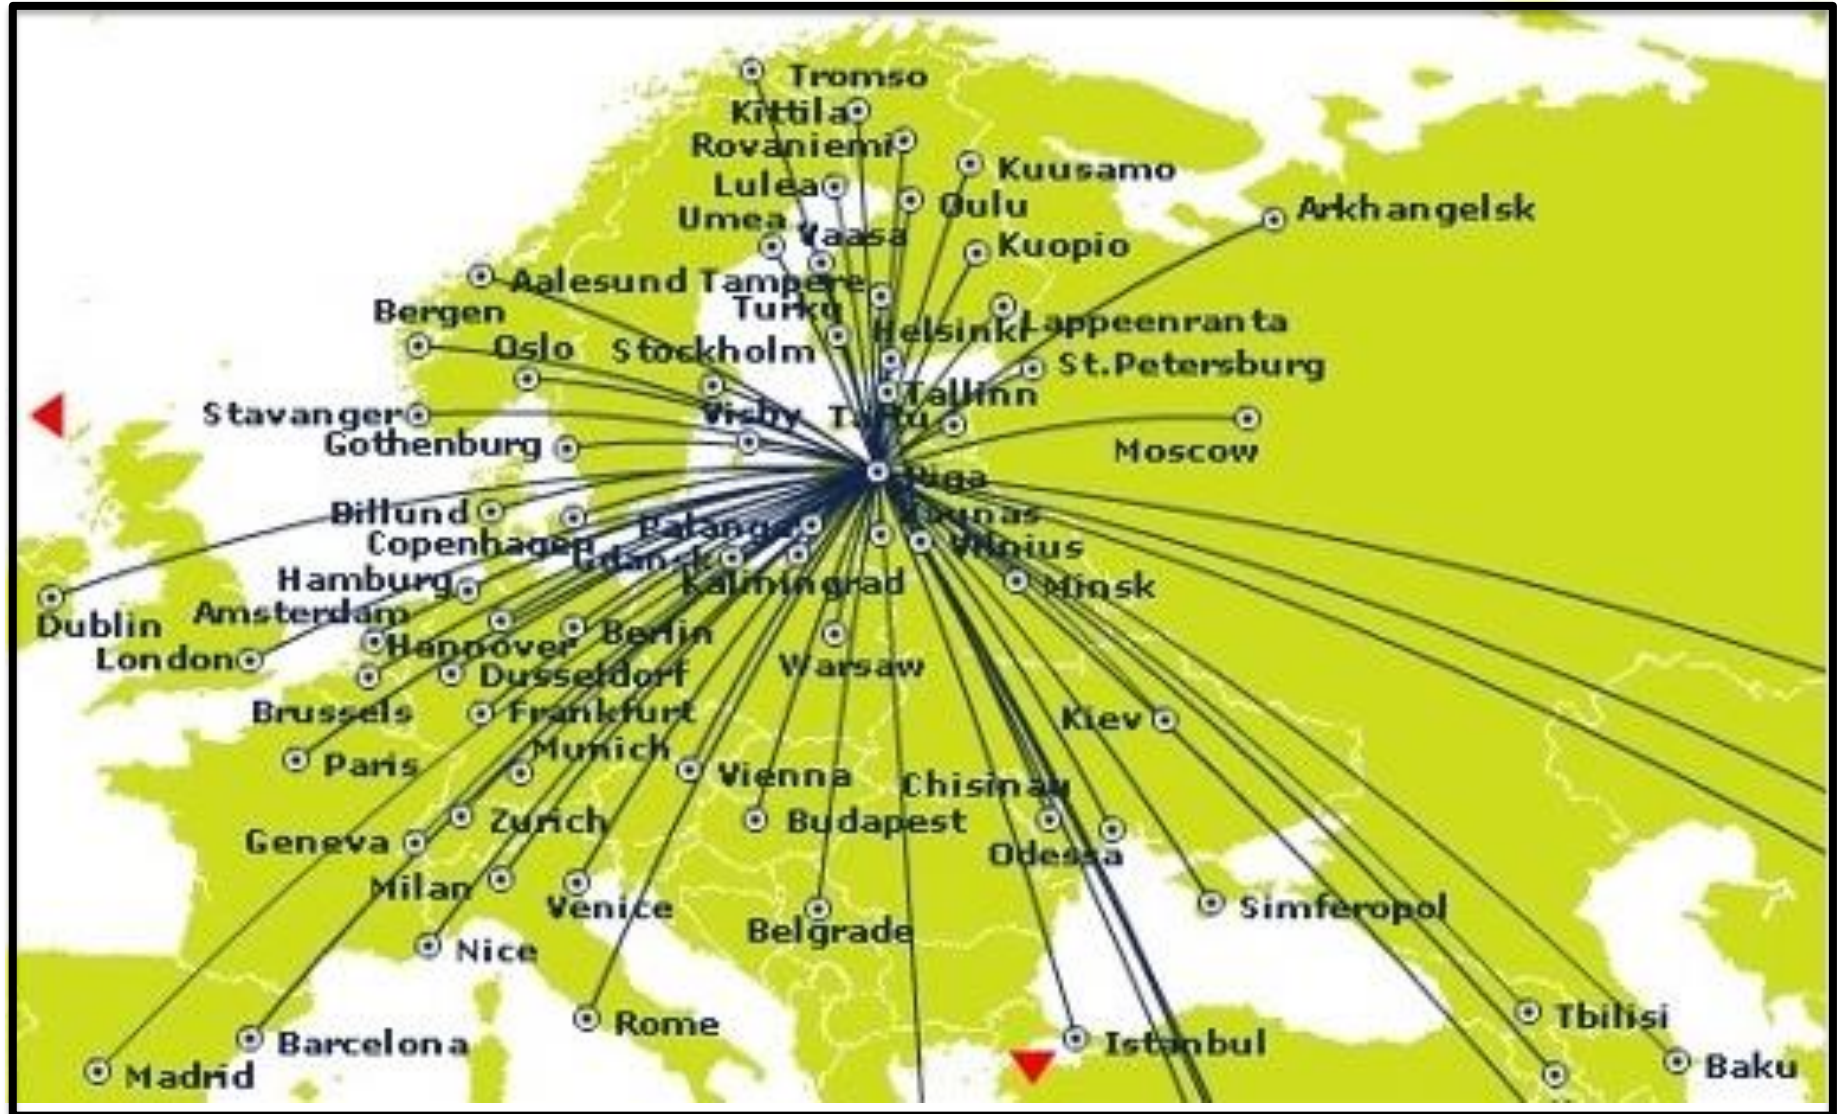 Tromso
Kittila
Rovaniemi
Kuusamo
Lulea
Oulu
Arkhangelsk
Umea
Vaasa
Kuopio
Aalesund
Tampere
Bergen
Turku
Lappeenranta
Helsinki
Oslo
Stockholm
St.Petersburg
Tallinn
Stavanger
Visby
Tartu
Gothenburg
Moscow
Riga
Billund
Palanga
Kaunas
Copenhagen
Vilnius
Gdansk
Hamburg
Kaliningrad
Minsk
Amsterdam
Dublin
Hannover
Berlin
London
Warsaw
Dusseldorf
Brussels
Frankfurt
Kiev
Munich
Paris
Vienna
Chisinau
Zurich
Budapest
Geneva
Odessa
Milan
Venice
Simferopol
Belgrade
Nice
Rome
Tbilisi
Barcelona
Istanbul
Baku
Madrid